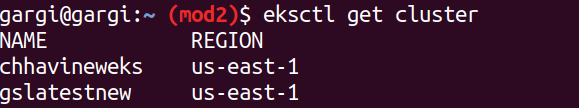 gargi@gargi:~ (mod2)$ eksctl get cluster
NAME REGION
chhavineweks us-east-1
gslatestnew us-east-1